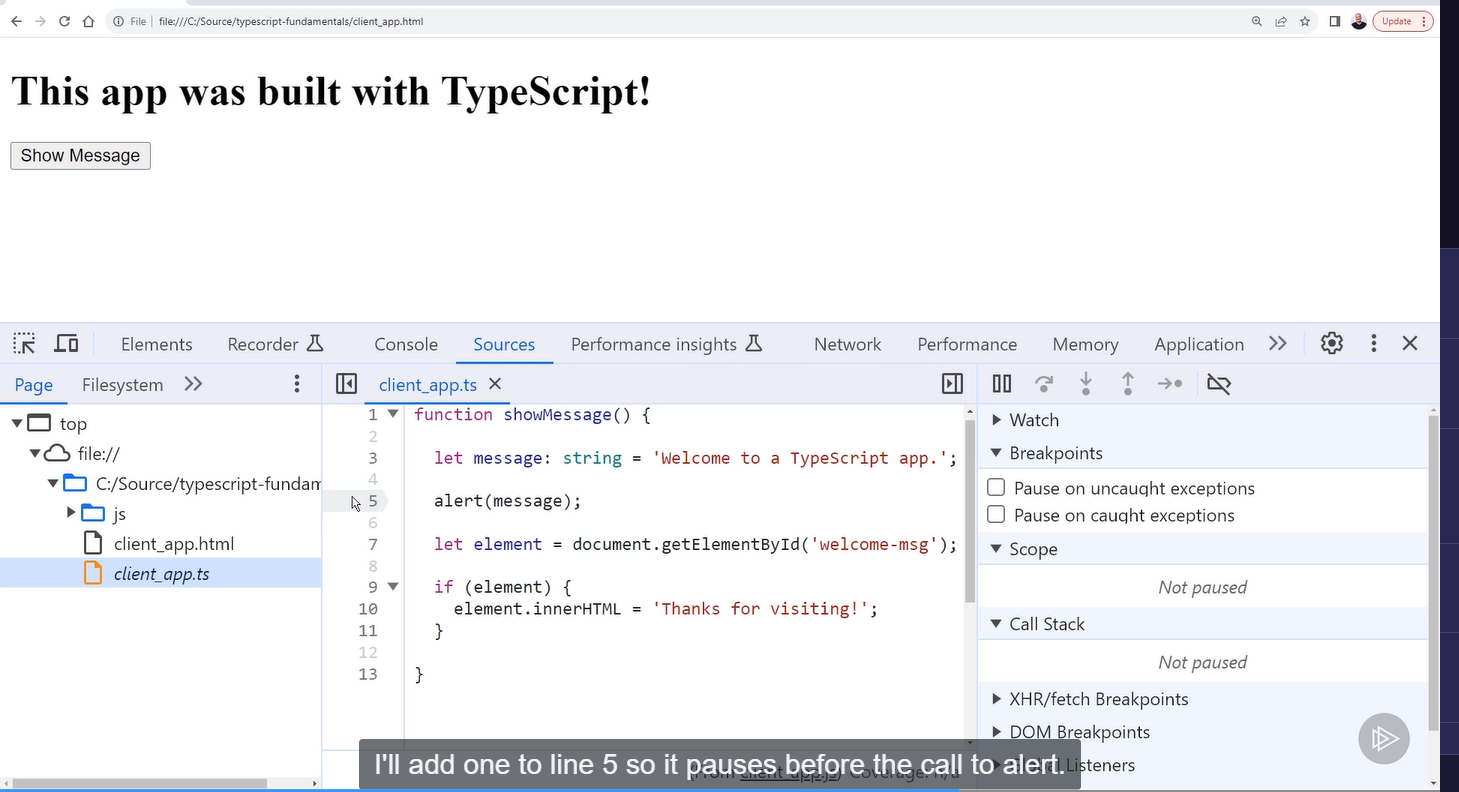 File file:///C:/Source/typescript-fundamentals/client_app.html Update
This app was built with TypeScript!
Show Message
Elements Recorder Console Sources Performance insights Network Performance Memory Application
Page Filesystem client_app.ts
top
file://
C:/Source/typescript-fundam
js
client_app.html
client_app.ts
1 function showMessage() {
2
3 let message: string = 'Welcome to a TypeScript app.';
4
5 alert(message);
6
7 let element = document.getElementById('welcome-msg');
8
9 if (element) {
10 element.innerHTML = 'Thanks for visiting!';
11 }
12
13 }
Watch
Breakpoints
Pause on uncaught exceptions
Pause on caught exceptions
Scope
Not paused
Call Stack
Not paused
XHR/fetch Breakpoints
DOM Breakpoints
Listeners
(From client_app.js) Coverage: n/a
I'll add one to line 5 so it pauses before the call to alert.